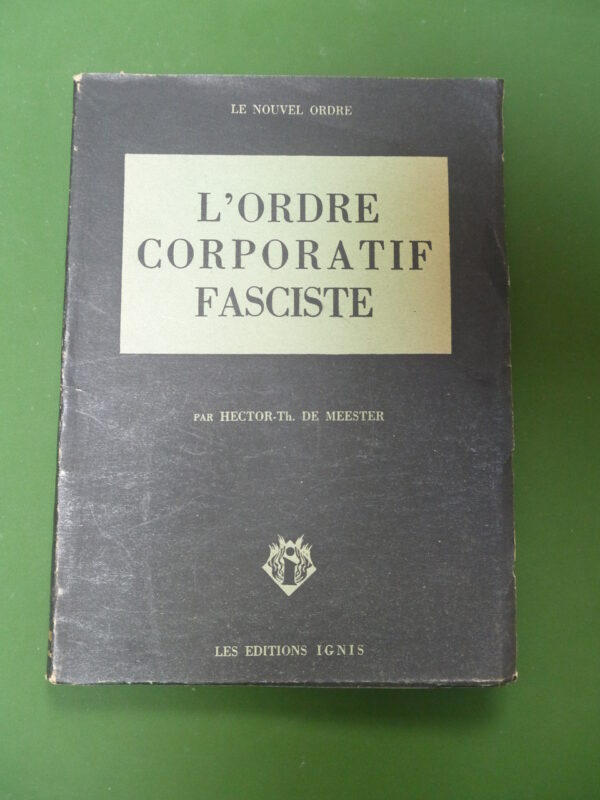 LE NOUVEL ORDRE
L'ORDRE
CORPORATIF
FASCISTE
PAR HECTOR-Th. DE MEESTER
LES EDITIONS IGNIS